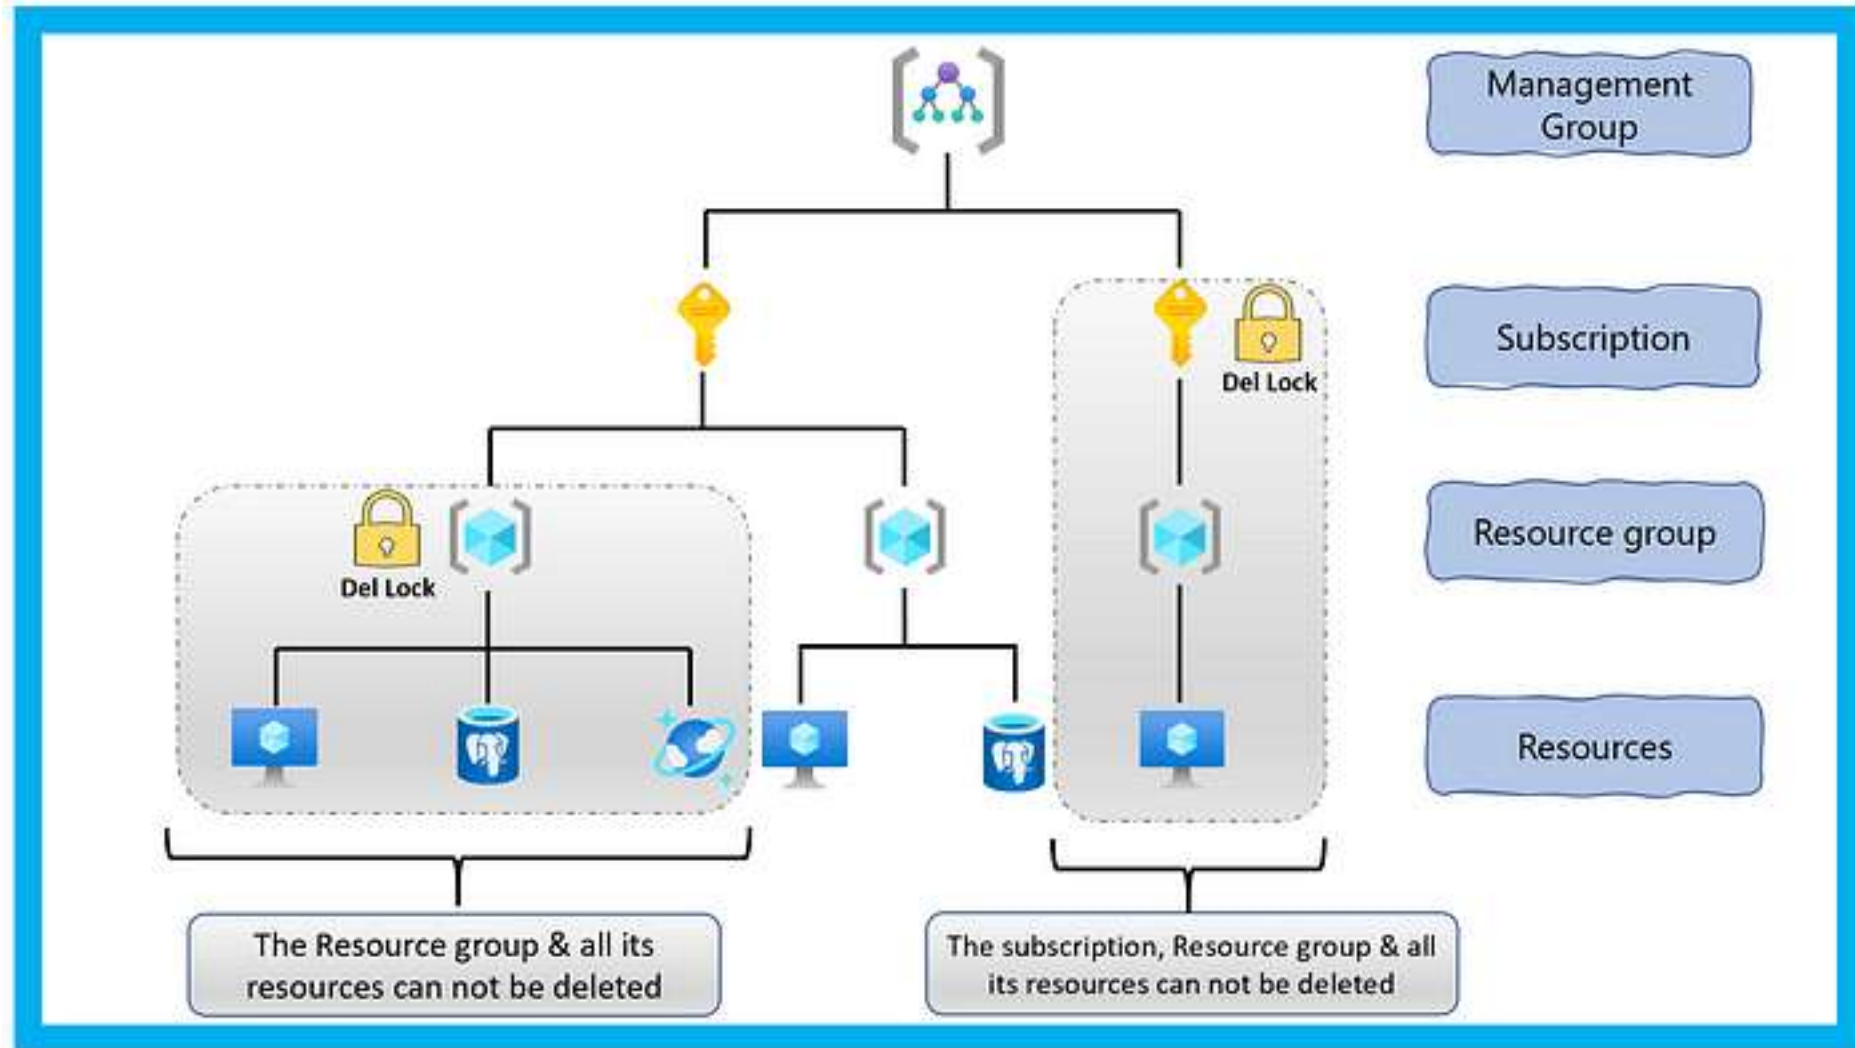 Management
Group
Subscription
Del Lock
Resource group
Del Lock
Resources
The Resource group & all its
resources can not be deleted
The subscription, Resource group & all
its resources can not be deleted